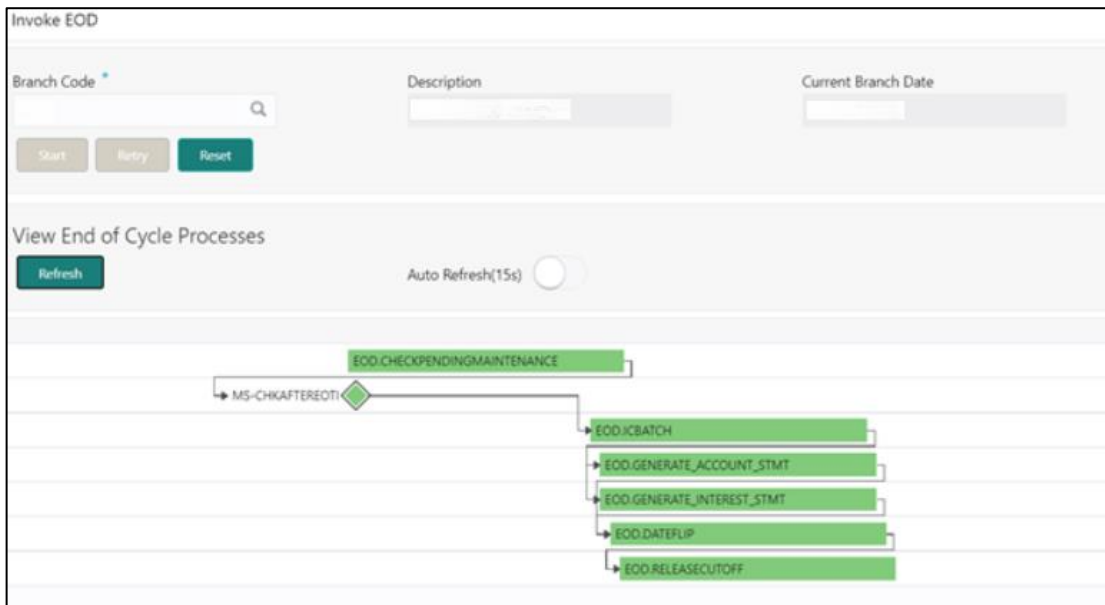 Invoke EOD
Branch Code *
Description
Current Branch Date
Start Retry Reset
View End of Cycle Processes
Refresh
Auto Refresh(15s)
EOD.CHECKPENDINGMAINTENANCE
MS-CHKAFTEREOTI
EOD.ICBATCH
EOD.GENERATE_ACCOUNT_STMT
EOD.GENERATE_INTEREST_STMT
EOD.DATEFLIP
EOD.RELEASECUTOFF